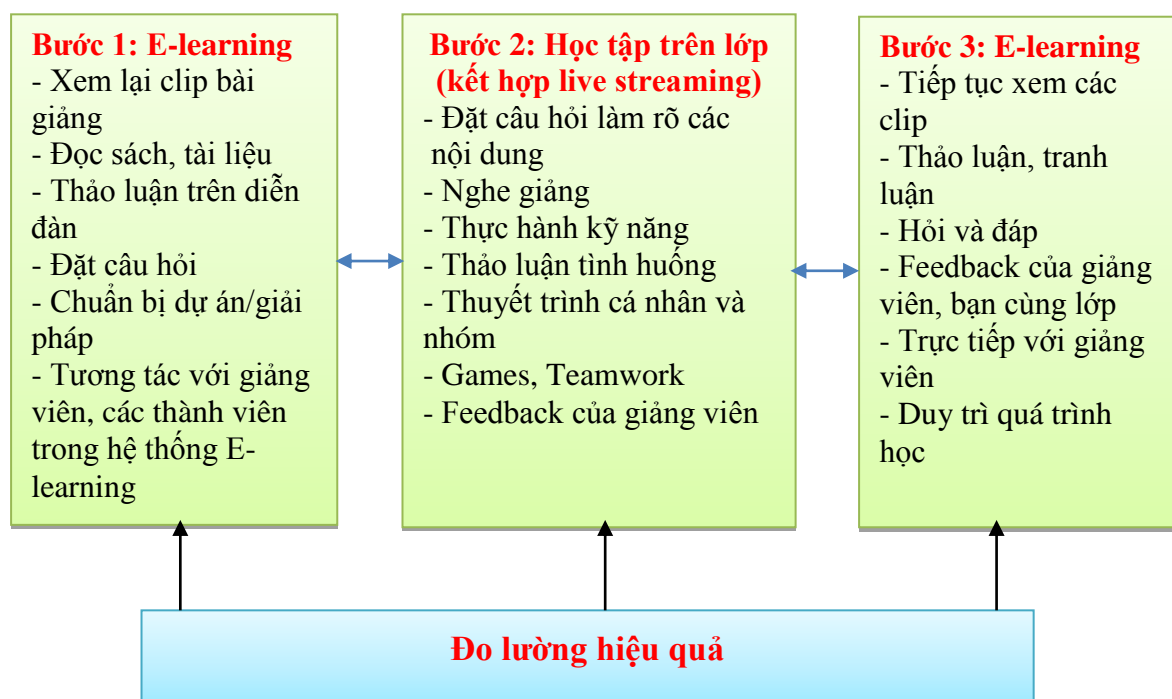 Bước 1: E-learning
- Xem lại clip bài
giảng
- Đọc sách, tài liệu
- Thảo luận trên diễn
đàn
- Đặt câu hỏi
- Chuẩn bị dự án/giải
pháp
- Tương tác với giảng
viên, các thành viên
trong hệ thống E-
learning
Bước 2: Học tập trên lớp
(kết hợp live streaming)
- Đặt câu hỏi làm rõ các
nội dung
- Nghe giảng
- Thực hành kỹ năng
- Thảo luận tình huống
- Thuyết trình cá nhân và
nhóm
- Games, Teamwork
- Feedback của giảng viên
Bước 3: E-learning
- Tiếp tục xem các
clip
- Thảo luận, tranh
luận
- Hỏi và đáp
- Feedback của giảng
viên, bạn cùng lớp
- Trực tiếp với giảng
viên
- Duy trì quá trình
học
Đo lường hiệu quả